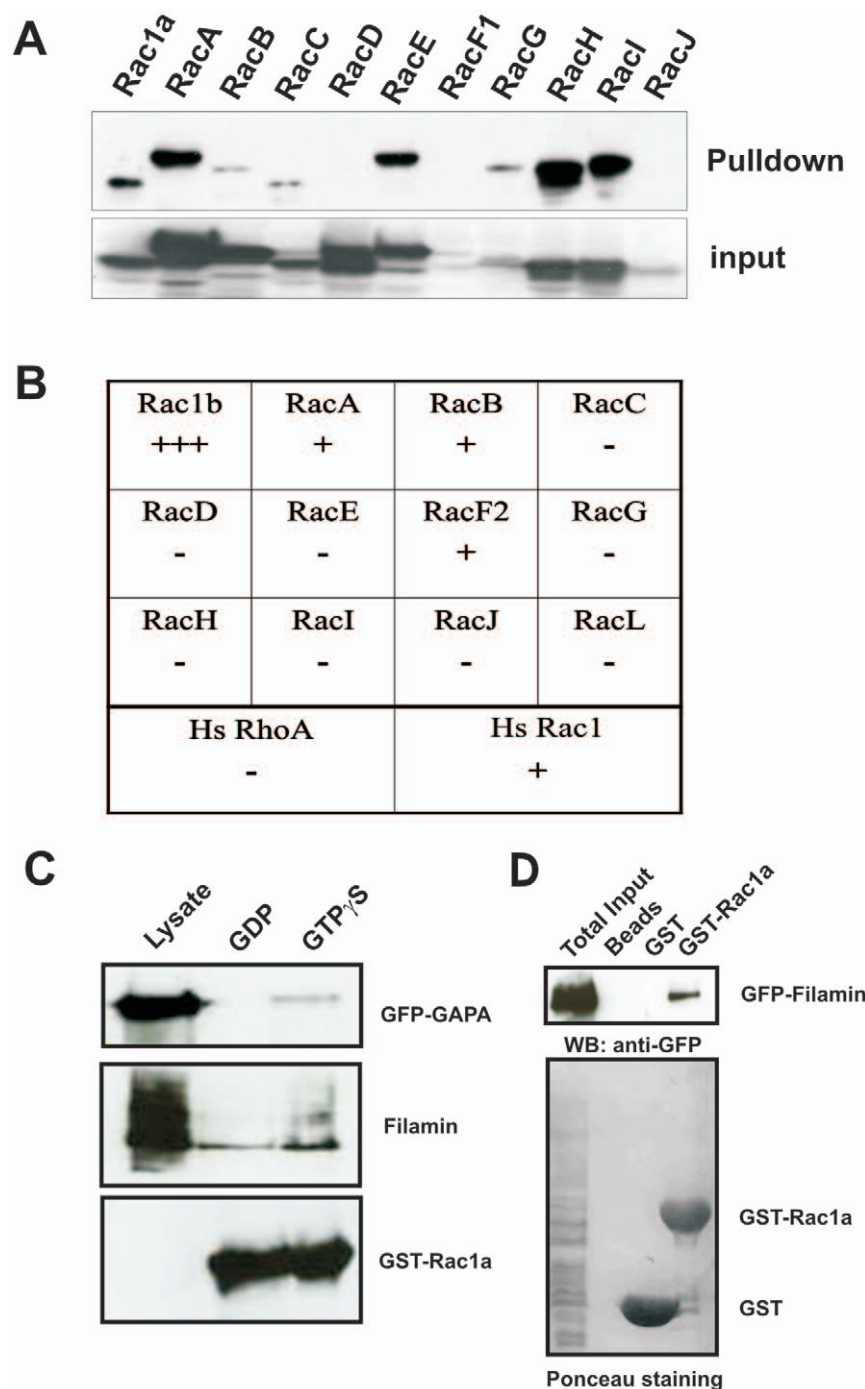 A
Rac1a RacA RacB RacC RacD RacE RacF1 RacG RacH RacI RacJ
Pulldown
input
B
Rac1b RacA RacB RacC
+++ + + -
RacD RacE RacF2 RacG
- - + -
RacH RacI RacJ RacL
- - - -
Hs RhoA Hs Rac1
- +
C
Lysate GDP GTPγS
GFP-GAPA
Filamin
GST-Rac1a
D
Total Input Beads GST GST-Rac1a
GFP-Filamin
WB: anti-GFP
GST-Rac1a
GST
Ponceau staining